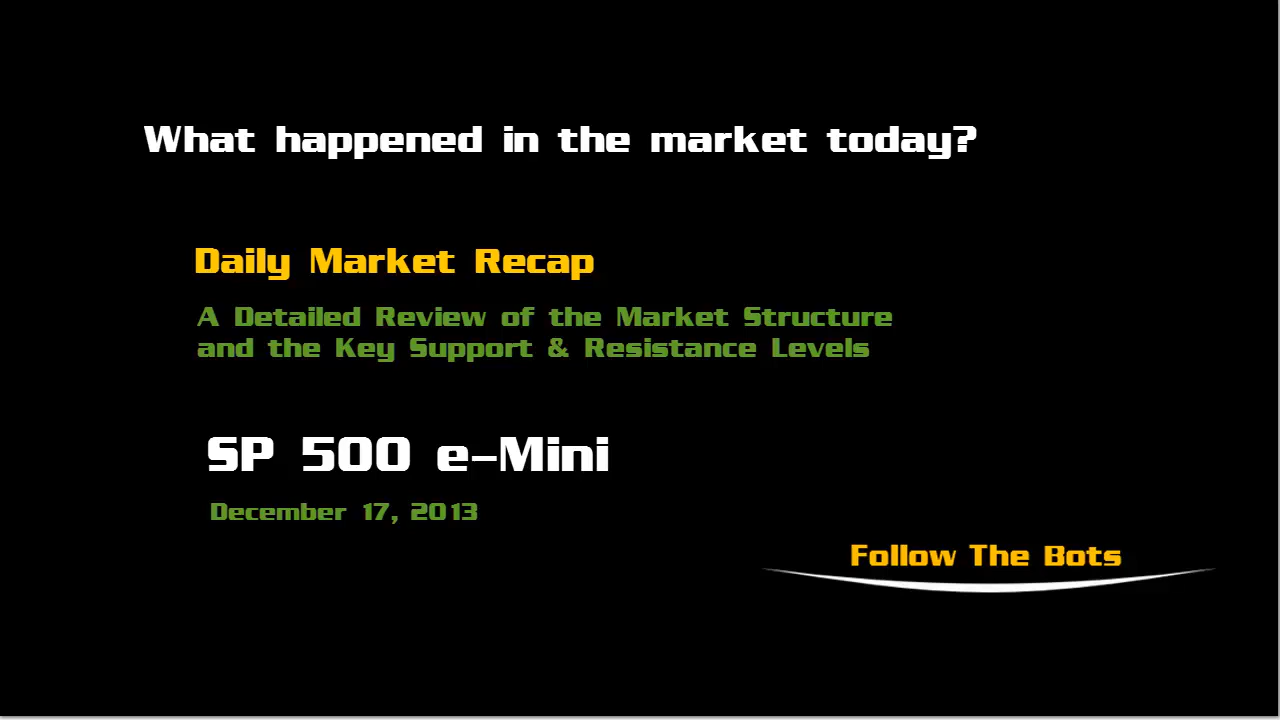 What happened in the market today?
Daily Market Recap
A Detailed Review of the Market Structure
and the Key Support & Resistance Levels
SP 500 e-Mini
December 17, 2013
Follow The Bots